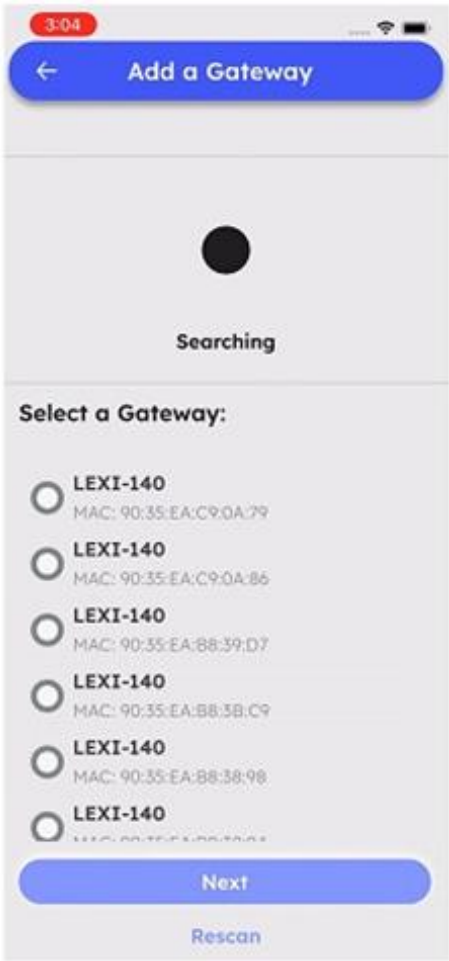 3:04
Add a Gateway
Searching
Select a Gateway:
LEXI-140
MAC: 90:35:EA:C9:0A:79
LEXI-140
MAC: 90:35:EA:C9:0A:86
LEXI-140
MAC: 90:35:EA:B8:39:D7
LEXI-140
MAC: 90:35:EA:B8:3B:C9
LEXI-140
MAC: 90:35:EA:B8:38:98
LEXI-140
Next
Rescan